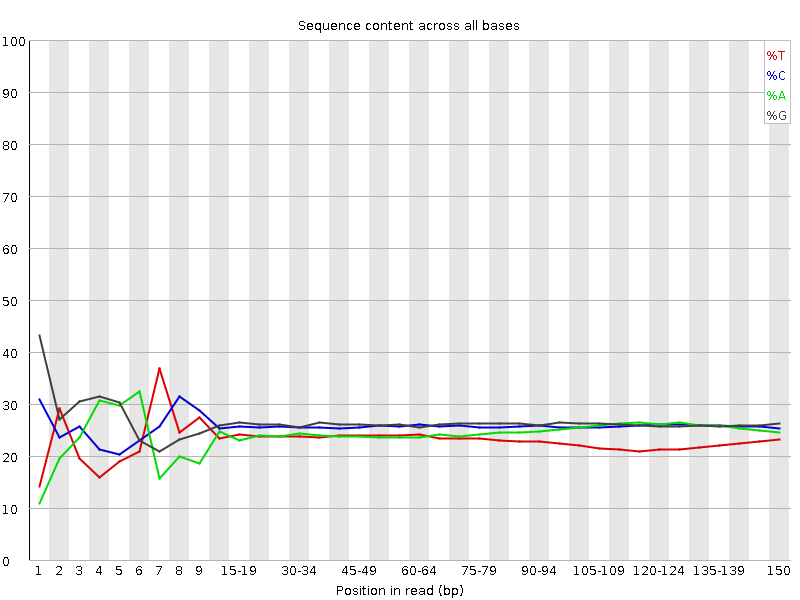 Sequence content across all bases
100
90
80
70
60
50
40
30
20
10
0
%T
%C
%A
%G
1 2 3 4 5 6 7 8 9 15-19 30-34 45-49 60-64 75-79 90-94 105-109 120-124 135-139 150
Position in read (bp)